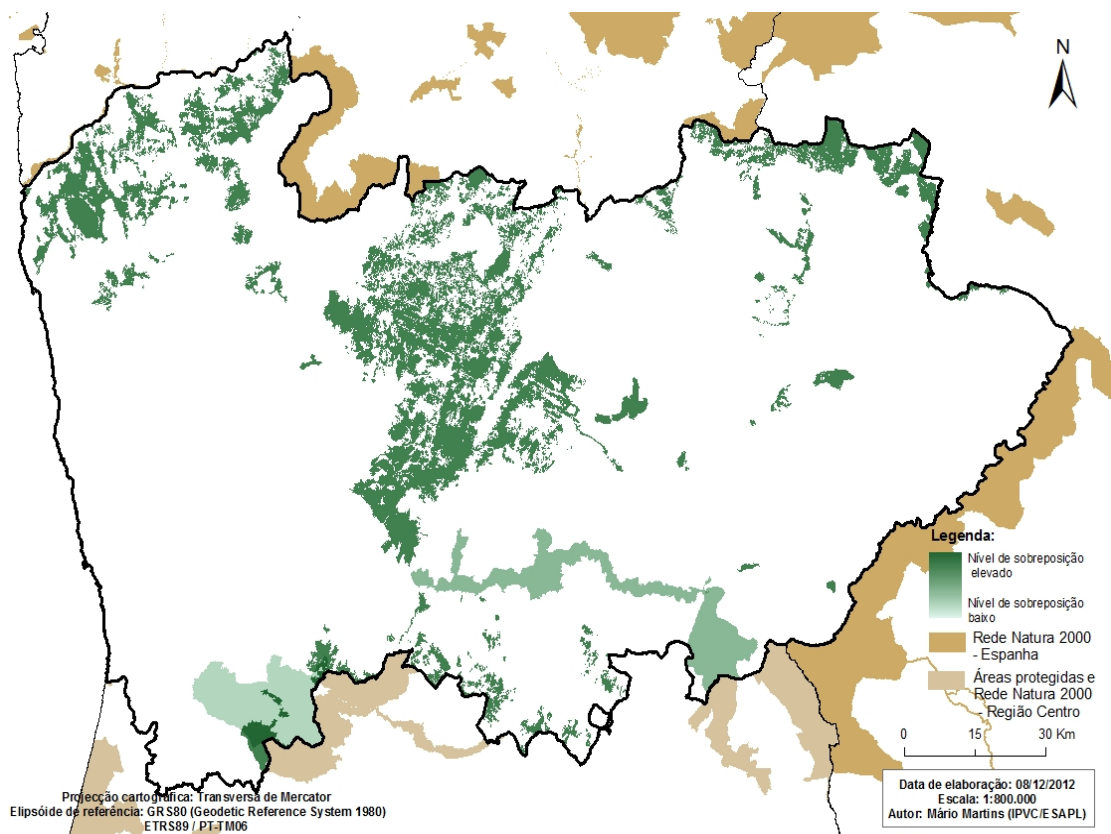 N
Legenda:
Nível de sobreposição
elevado
Nível de sobreposição
baixo
Rede Natura 2000
- Espanha
Áreas protegidas e
Rede Natura 2000
- Região Centro
0 15 30 Km
Projecção cartográfica: Transversa de Mercator
Elipsóide de referência: GRS80 (Geodetic Reference System 1980)
ETRS89 / PT-TM06
Data de elaboração: 08/12/2012
Escala: 1:800.000
Autor: Mário Martins (IPVC/ESAPL)